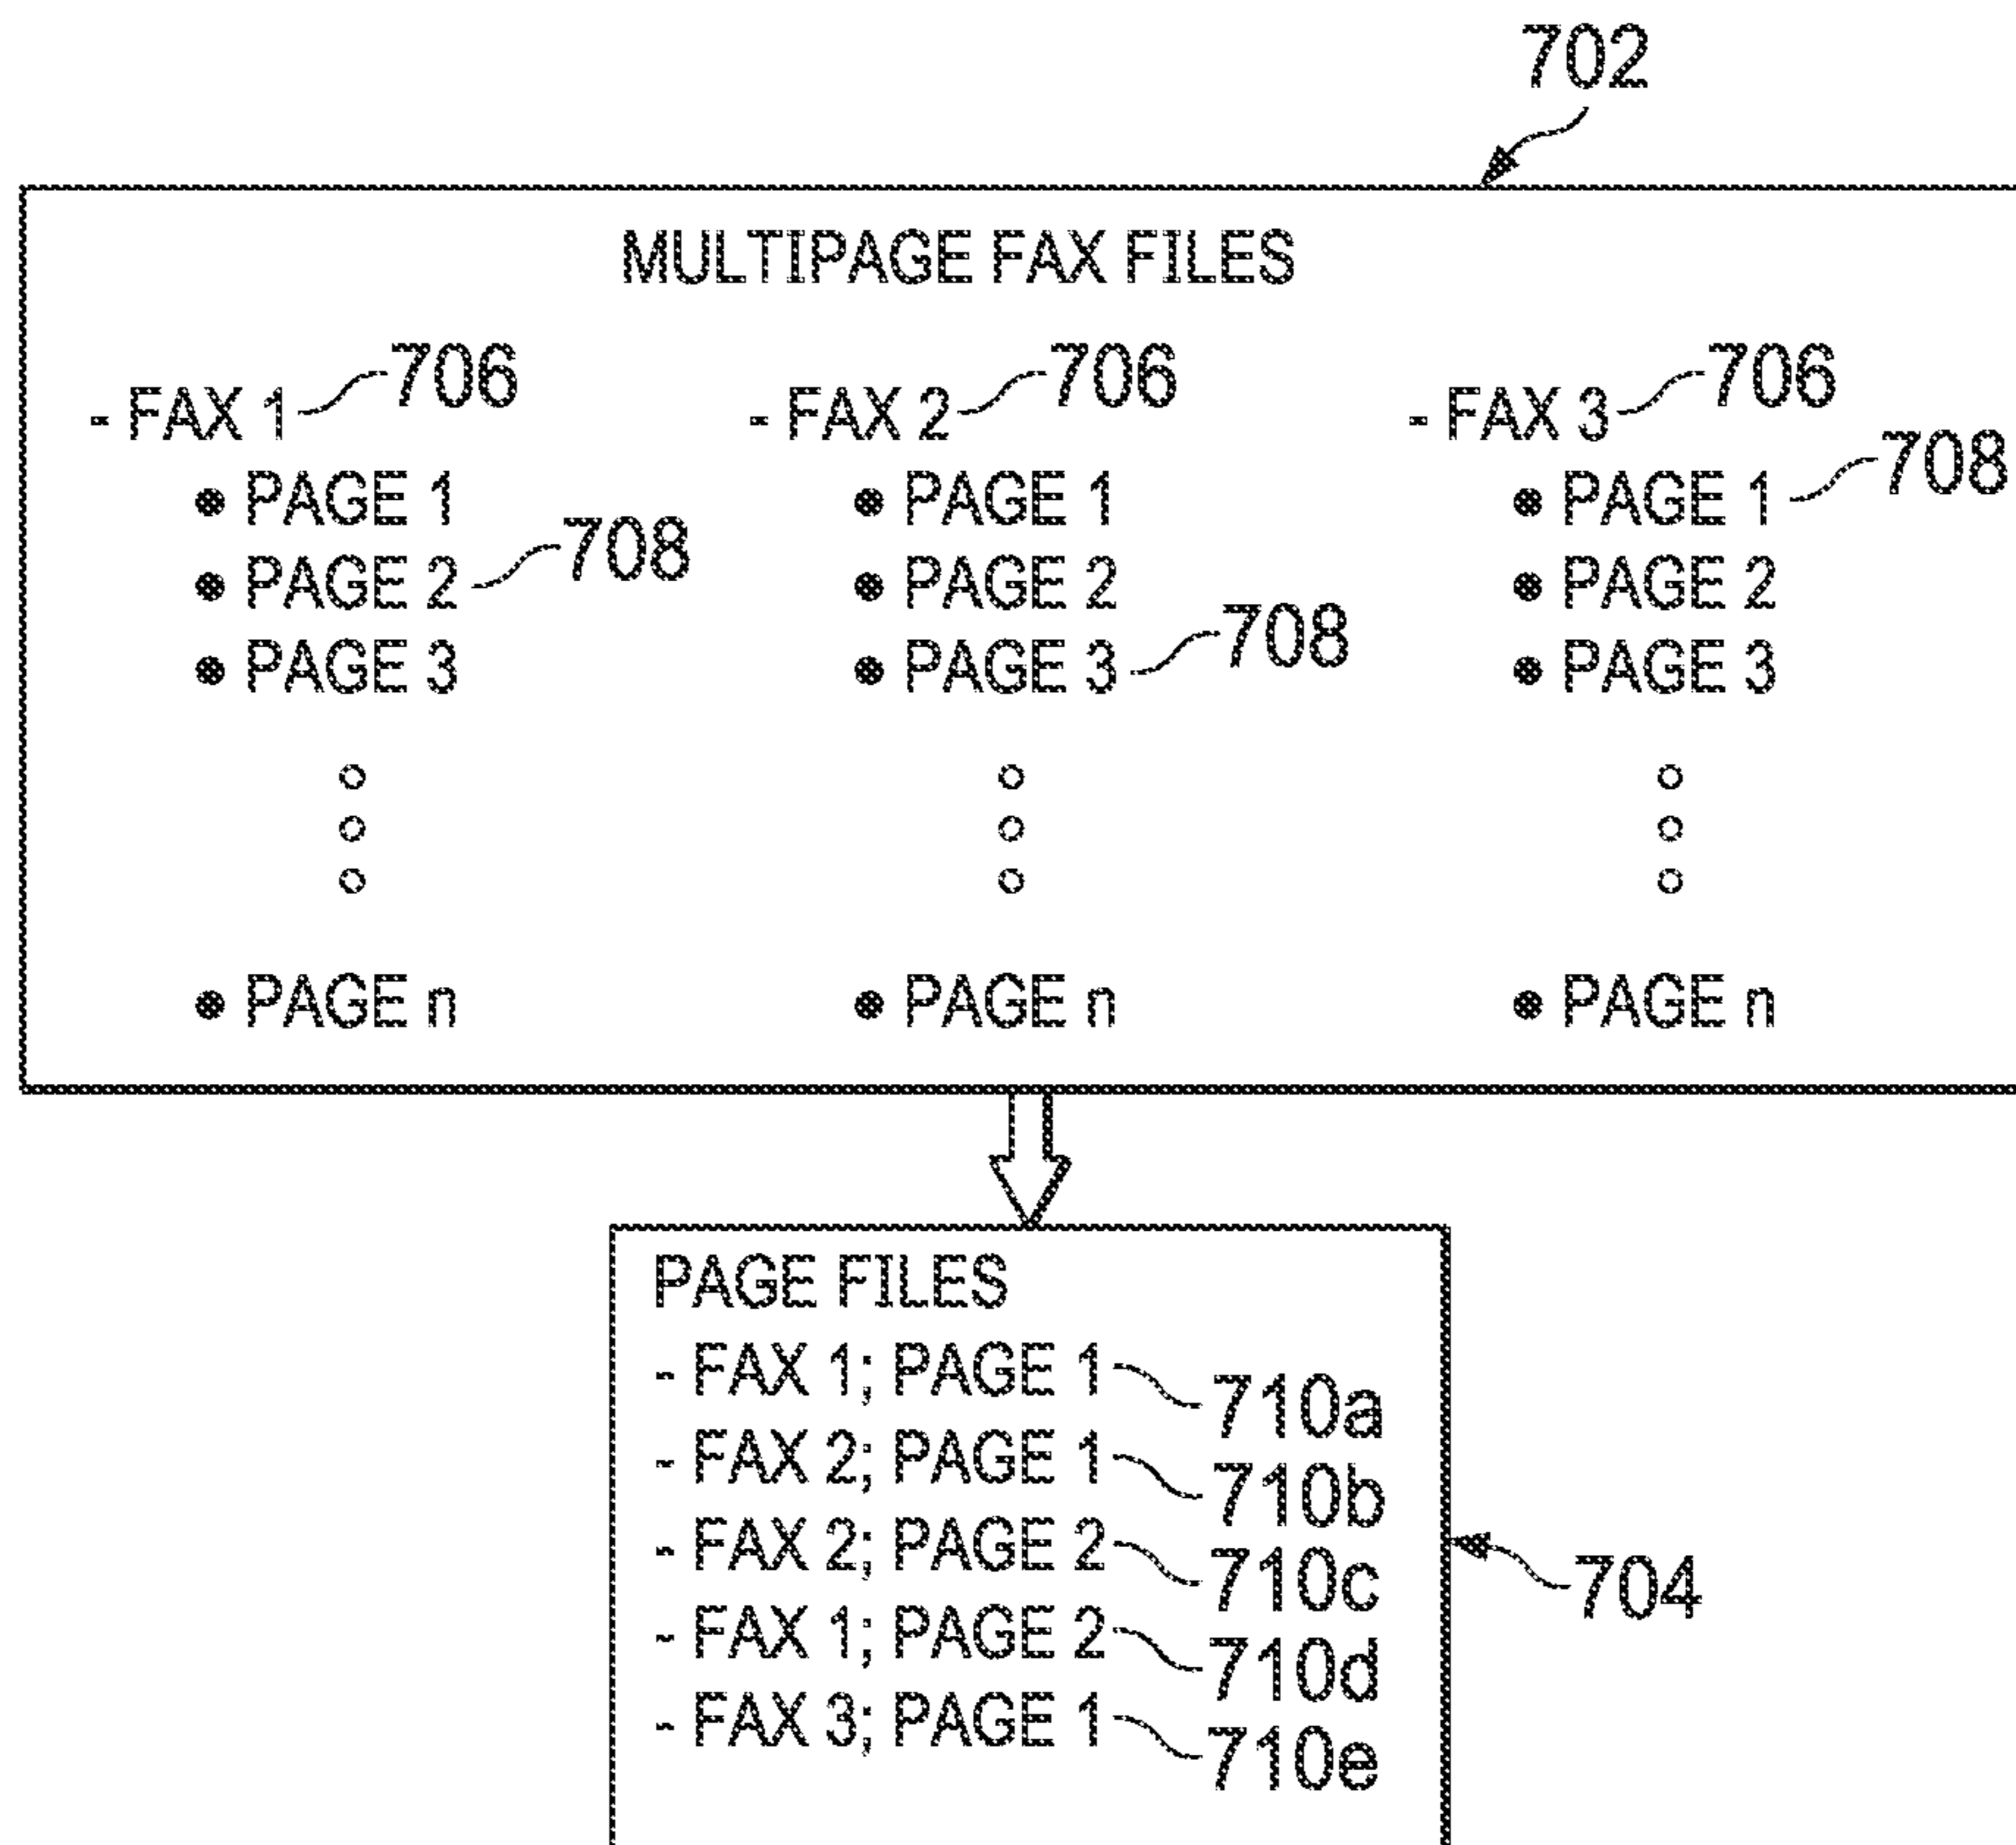 702
MULTIPAGE FAX FILES
- FAX 1 706 - FAX 2 706 - FAX 3 706
• PAGE 1 • PAGE 1 • PAGE 1 708
• PAGE 2 708 • PAGE 2 • PAGE 2
• PAGE 3 • PAGE 3 708 • PAGE 3
• PAGE n • PAGE n • PAGE n
PAGE FILES
- FAX 1; PAGE 1 710a
- FAX 2; PAGE 1 710b
- FAX 2; PAGE 2 710c
704
- FAX 1; PAGE 2 710d
- FAX 3; PAGE 1 710e